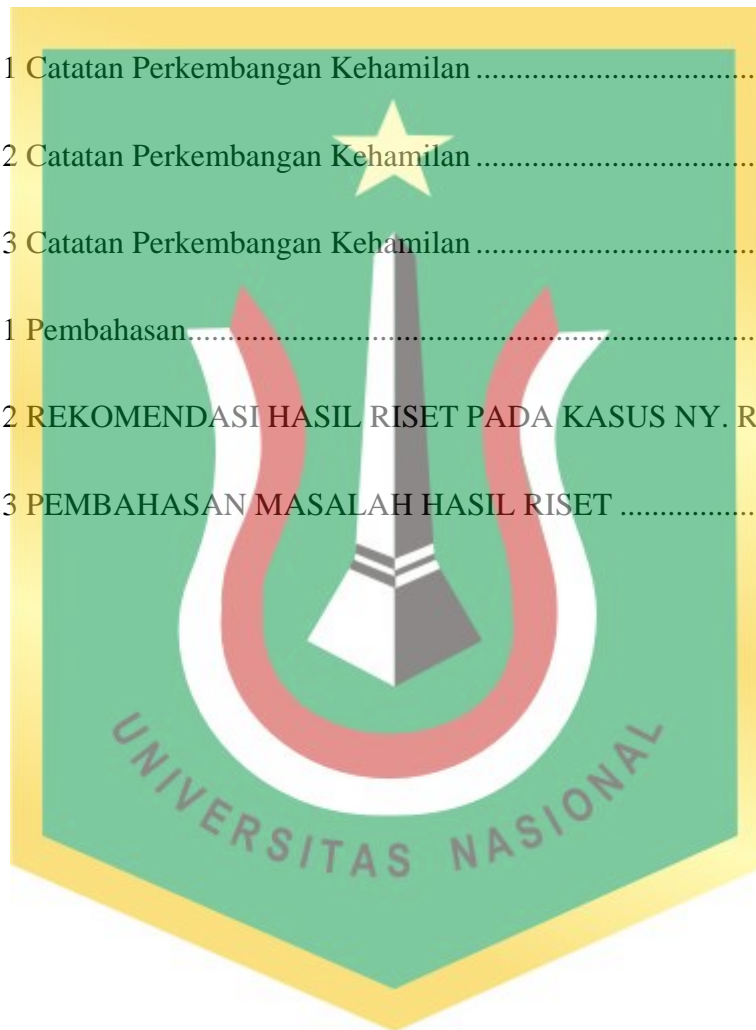 1 Catatan Perkembangan Kehamilan ....................................
2 Catatan Perkembangan Kehamilan ....................................
3 Catatan Perkembangan Kehamilan ....................................
1 Pembahasan.........................................................................
2 REKOMENDASI HASIL RISET PADA KASUS NY. R
3 PEMBAHASAN MASALAH HASIL RISET .................
UNIVERSITAS NASIONAL